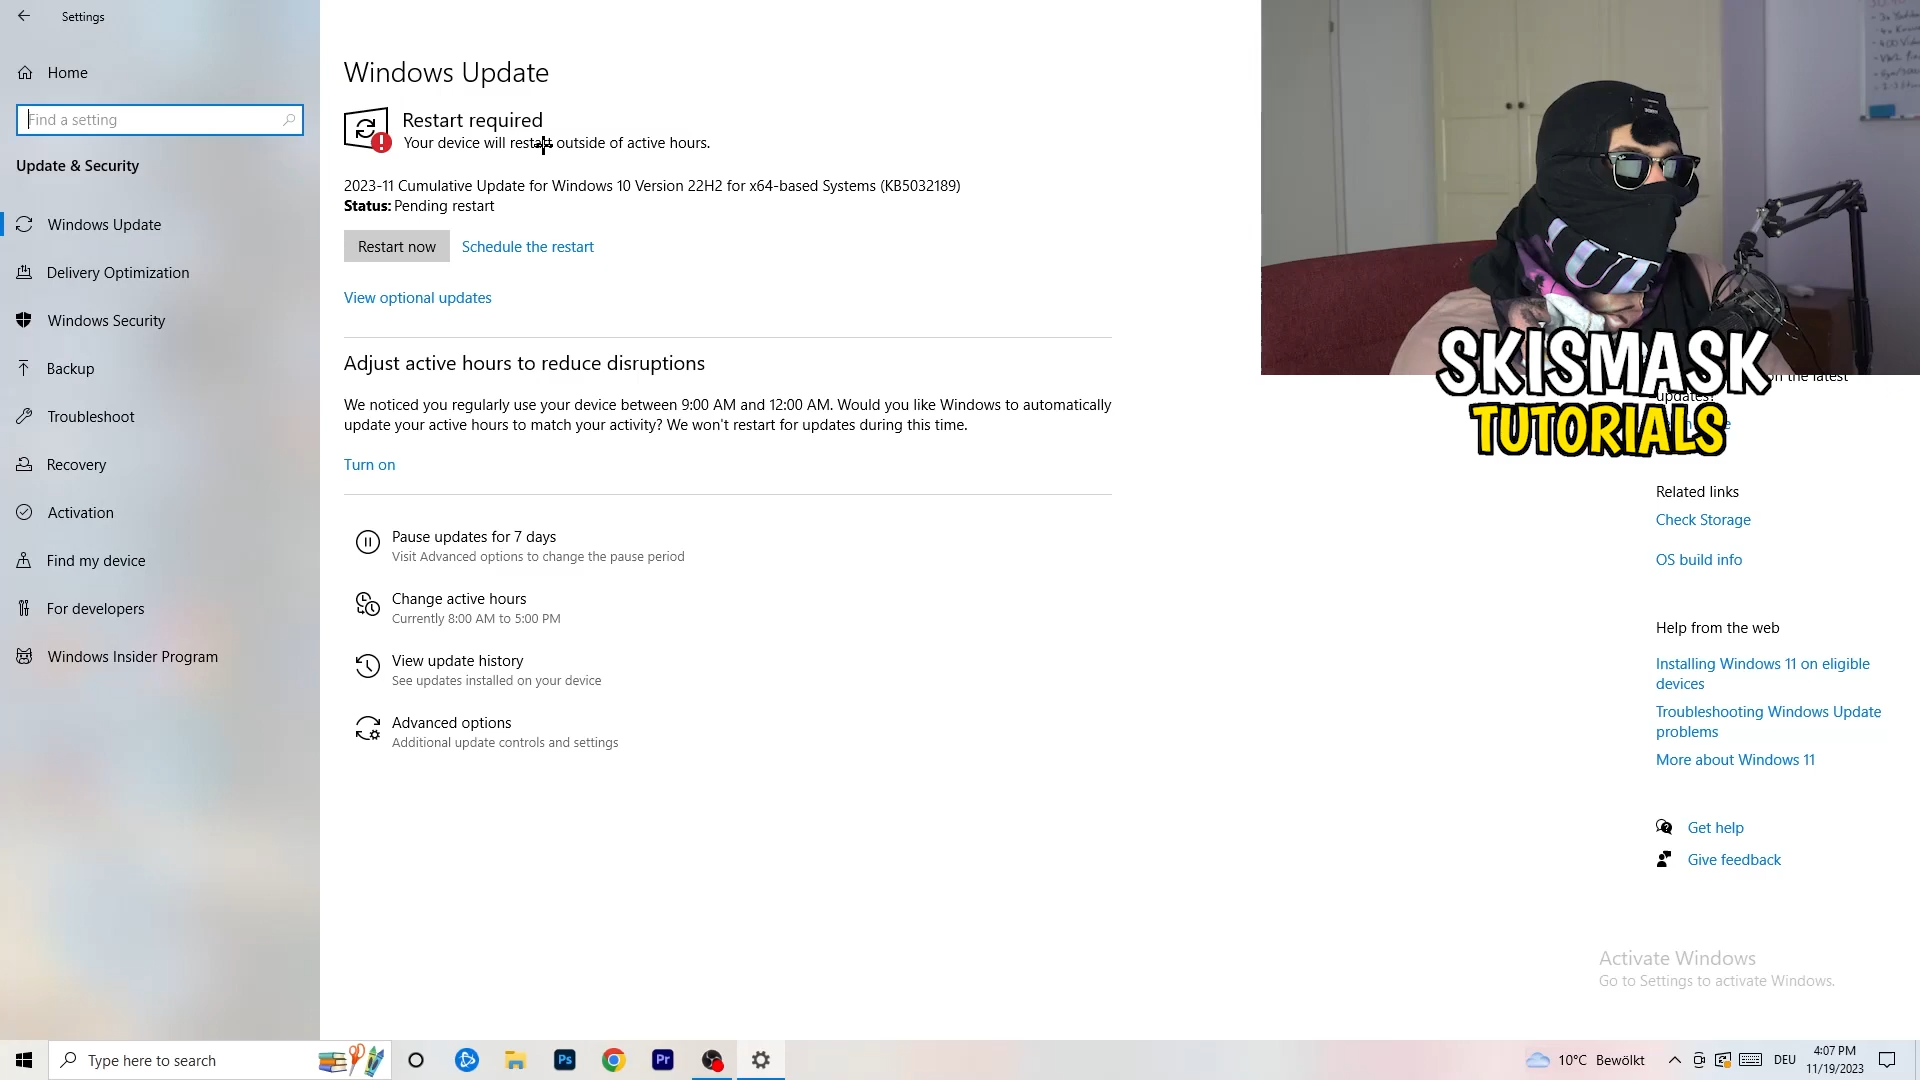 Settings
Home
Find a setting
Update & Security
Windows Update
Delivery Optimization
Windows Security
Backup
Troubleshoot
Recovery
Activation
Find my device
For developers
Windows Insider Program
Windows Update
Restart required
Your device will restart outside of active hours.
2023-11 Cumulative Update for Windows 10 Version 22H2 for x64-based Systems (KB5032189)
Status: Pending restart
Restart now Schedule the restart
View optional updates
Adjust active hours to reduce disruptions
We noticed you regularly use your device between 9:00 AM and 12:00 AM. Would you like Windows to automatically
update your active hours to match your activity? We won't restart for updates during this time.
Turn on
Pause updates for 7 days
Visit Advanced options to change the pause period
Change active hours
Currently 8:00 AM to 5:00 PM
View update history
See updates installed on your device
Advanced options
Additional update controls and settings
SKISMASK
TUTORIALS
on the latest
updates?
Related links
Check Storage
OS build info
Help from the web
Installing Windows 11 on eligible
devices
Troubleshooting Windows Update
problems
More about Windows 11
Get help
Give feedback
Activate Windows
Go to Settings to activate Windows.
Type here to search
Ps
Pr
10°C Bewölkt
DEU
4:07 PM
11/19/2023